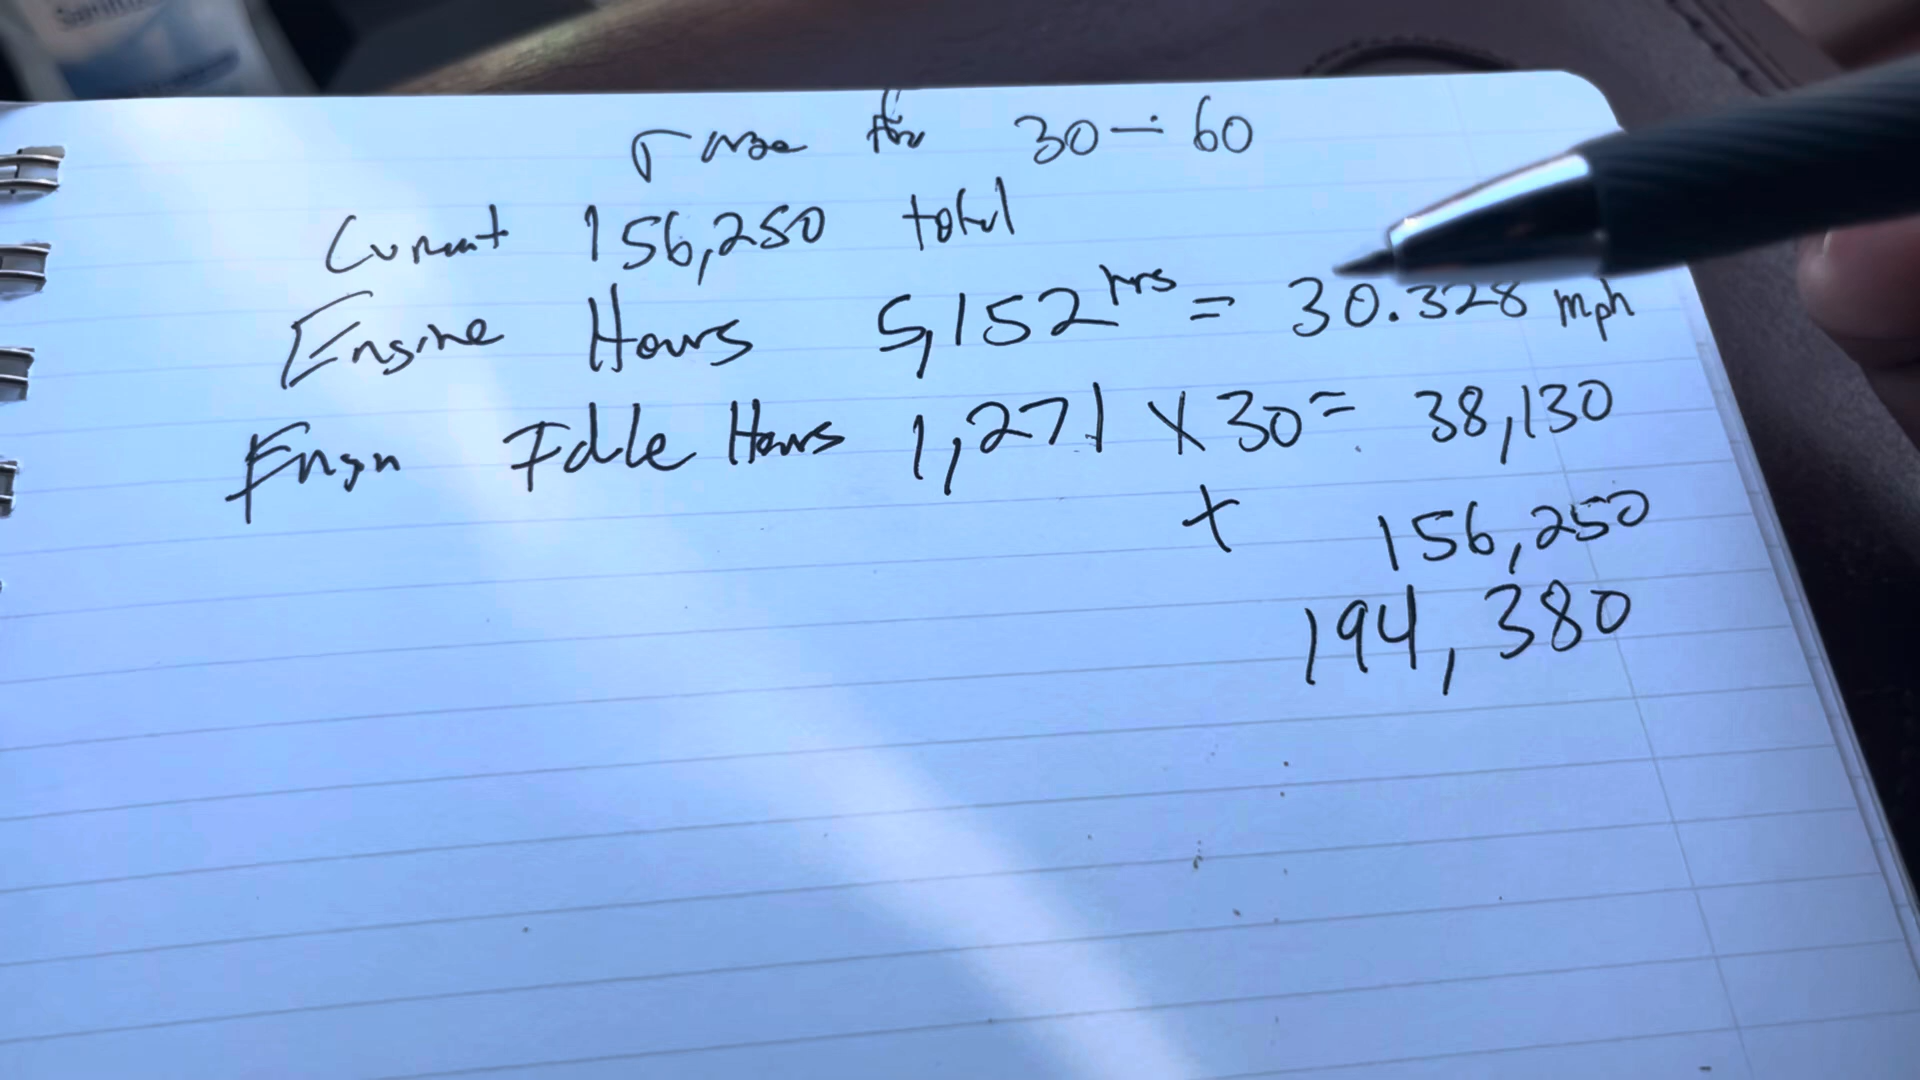 30 - 60
Current 156,250 total
Engine Hours 5,152 hrs = 30.328 mph
Engn Idle Hours 1,271 X 30 = 38,130
+ 156,250
194,380